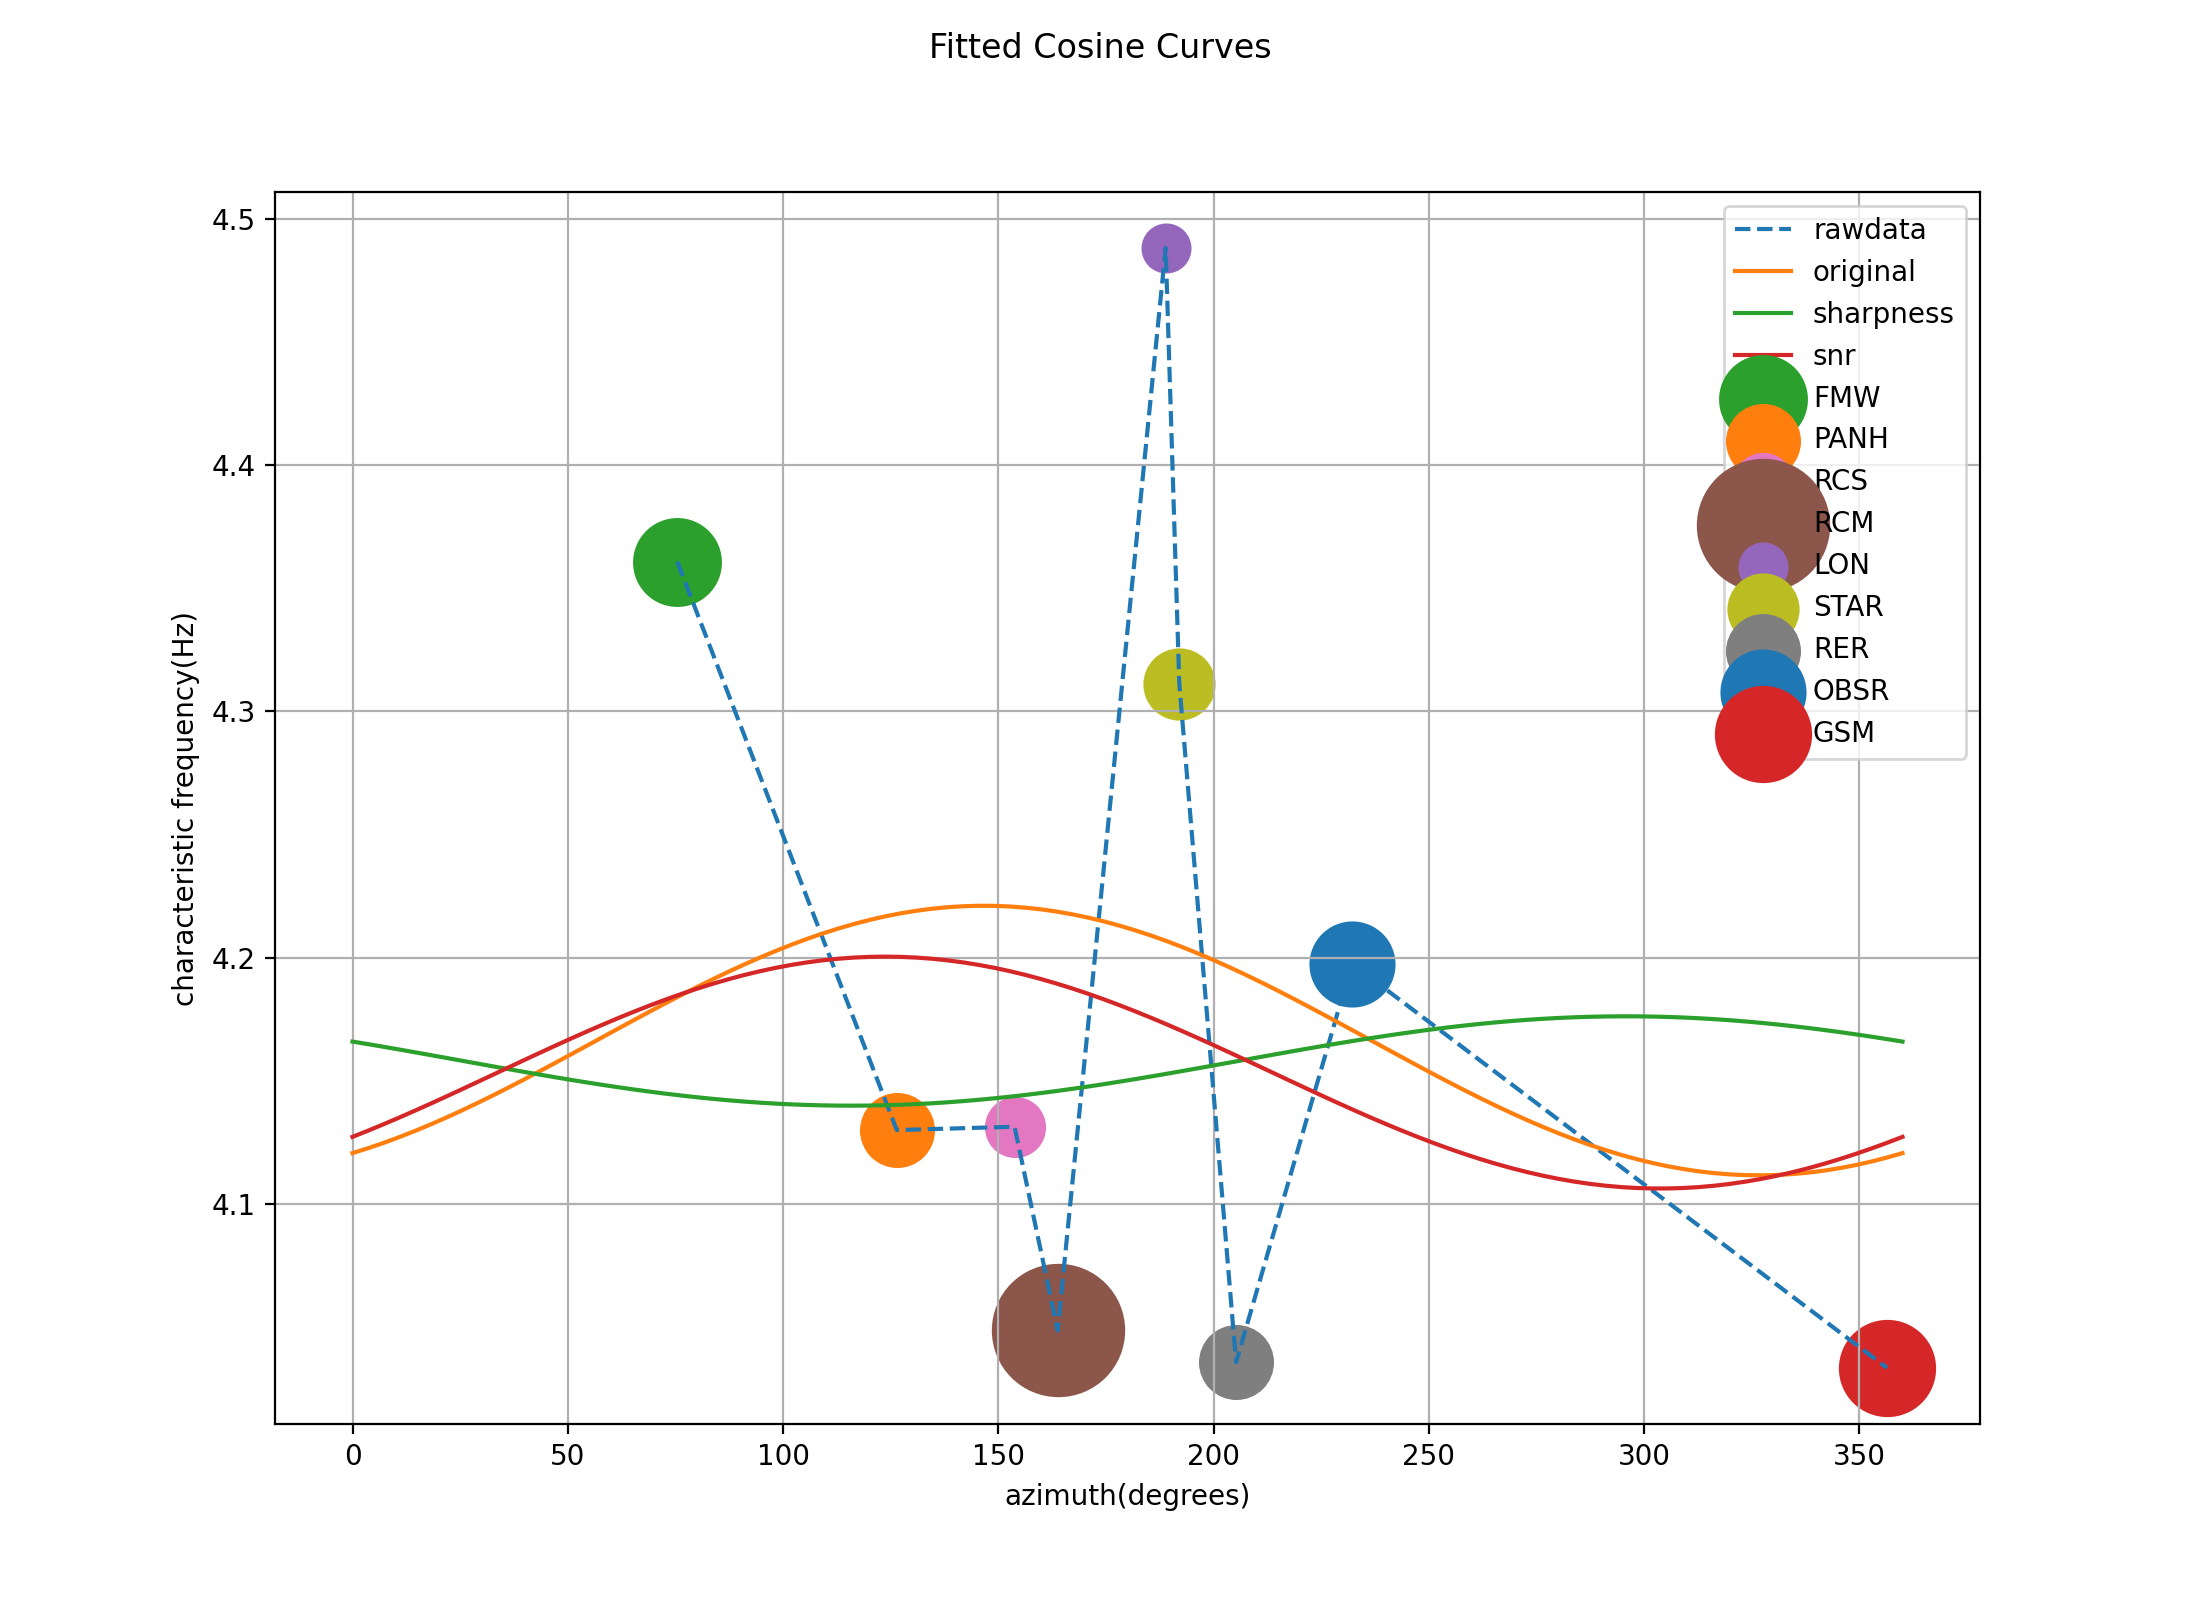 Fitted Cosine Curves
4.5
4.4
4.3
4.2
4.1
characteristic frequency(Hz)
0 50 100 150 200 250 300 350
azimuth(degrees)
rawdata
original
sharpness
snr
FMW
PANH
RCS
RCM
LON
STAR
RER
OBSR
GSM